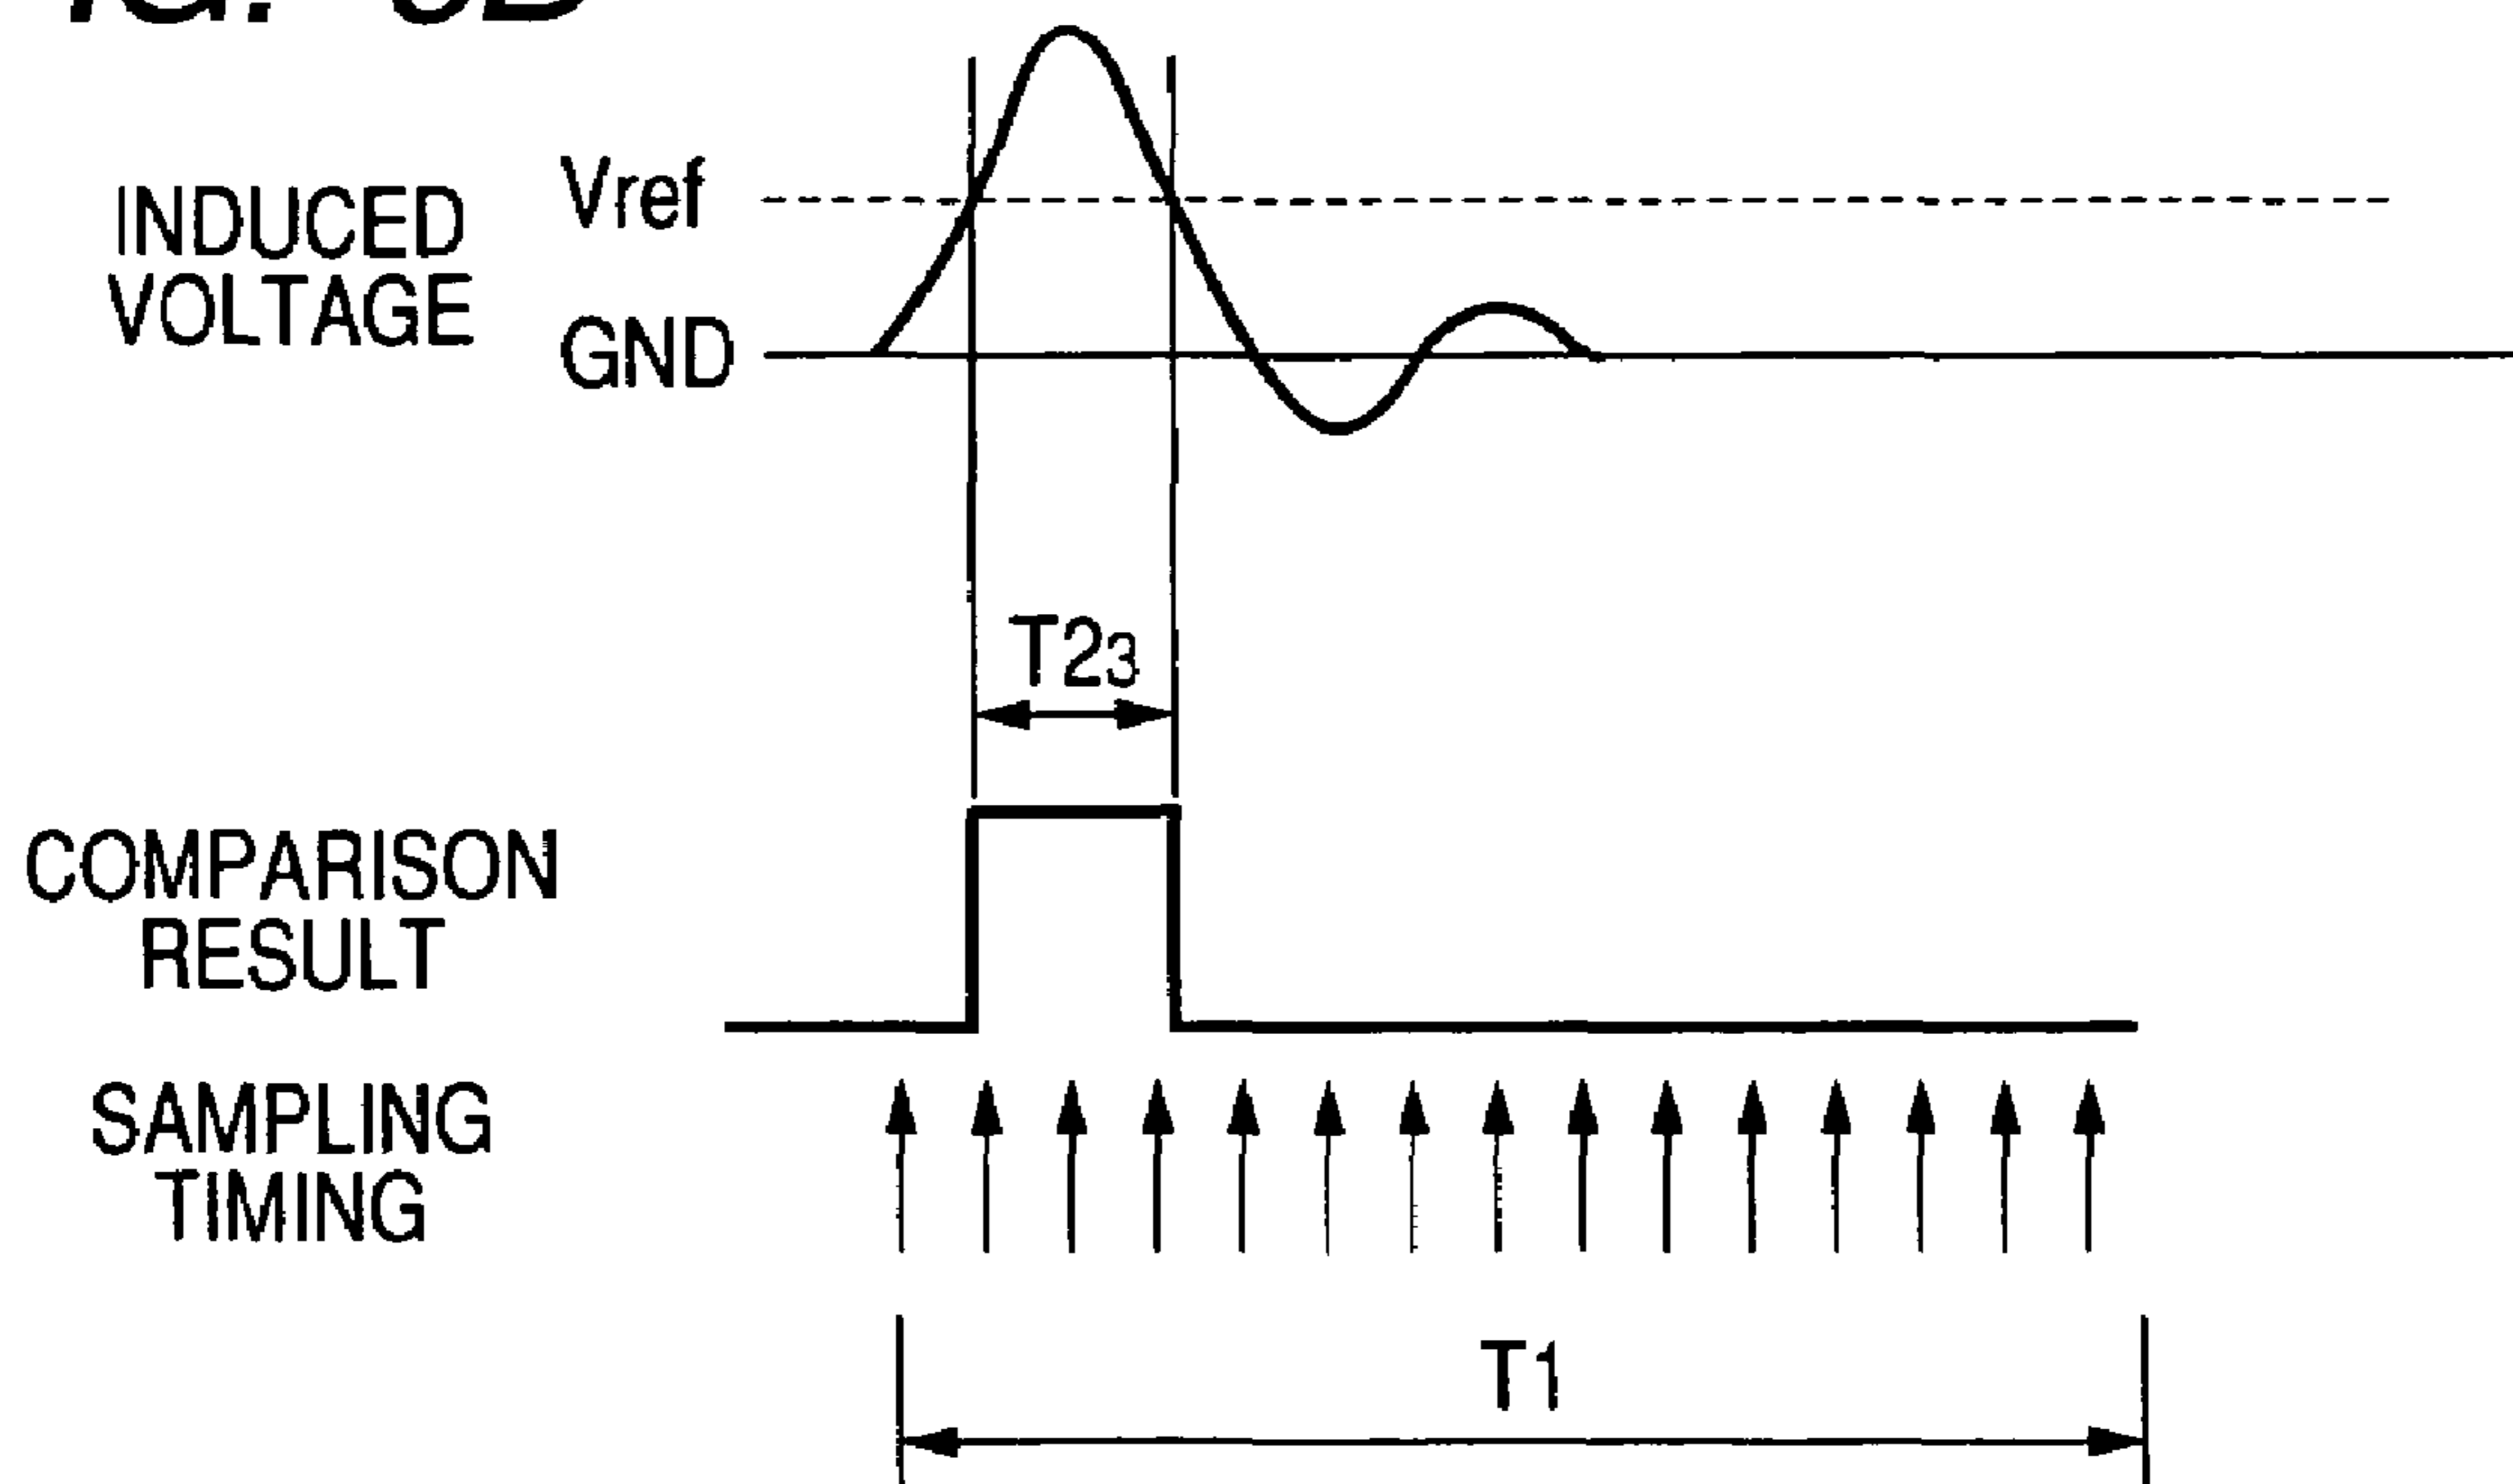 Vref
INDUCED
VOLTAGE
GND
T23
COMPARISON
RESULT
SAMPLING
TIMING
T1